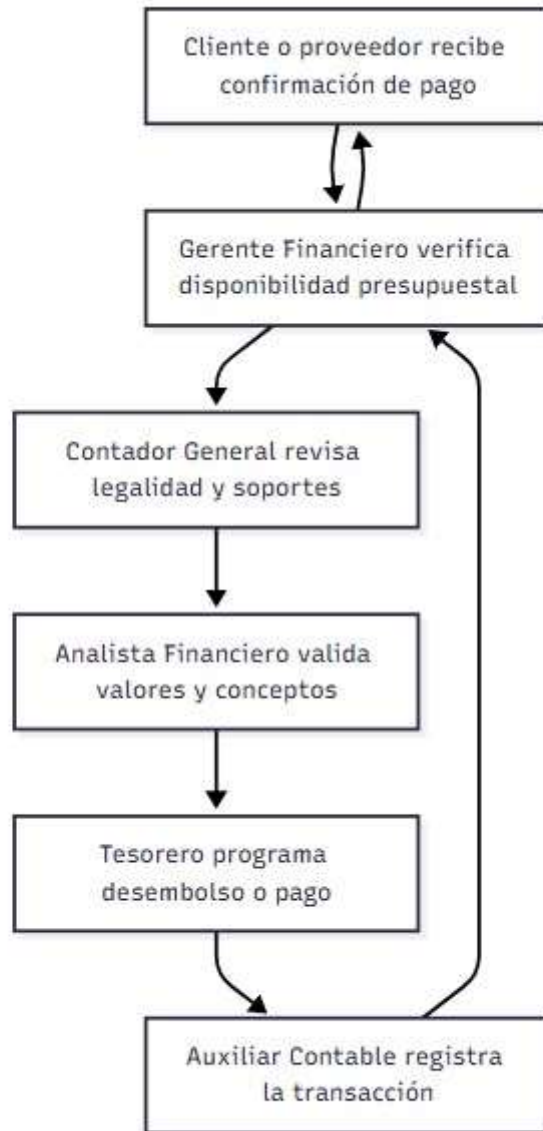 Cliente o proveedor recibe
confirmación de pago
Gerente Financiero verifica
disponibilidad presupuestal
Contador General revisa
legalidad y soportes
Analista Financiero valida
valores y conceptos
Tesorero programa
desembolso o pago
Auxiliar Contable registra
la transacción